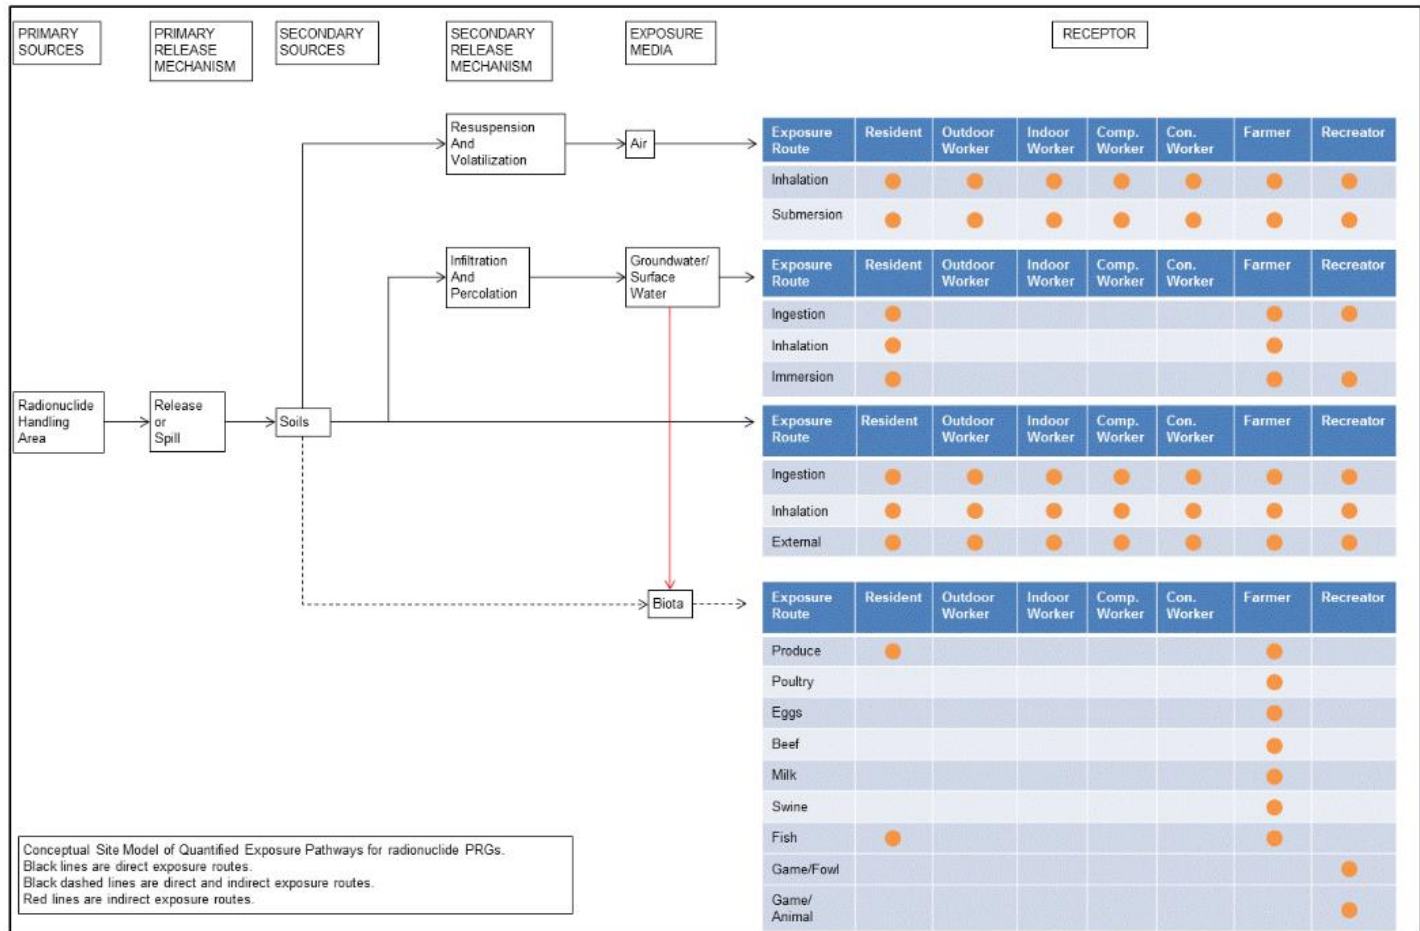 PRIMARY
SOURCES
PRIMARY
RELEASE
MECHANISM
SECONDARY
SOURCES
SECONDARY
RELEASE
MECHANISM
EXPOSURE
MEDIA
RECEPTOR
Resuspension
And
Volatilization
Air
Exposure Resident Outdoor Indoor Comp. Con. Farmer Recreator
Route Worker Worker Worker Worker
Inhalation
Submersion
Infiltration
And
Percolation
Groundwater/
Surface
Water
Exposure Resident Outdoor Indoor Comp. Con. Farmer Recreator
Route Worker Worker Worker Worker
Ingestion
Inhalation
Immersion
Radionuclide
Handling
Area
Release
or
Spill
Soils
Exposure Resident Outdoor Indoor Comp. Con. Farmer Recreator
Route Worker Worker Worker Worker
Ingestion
Inhalation
External
Biota
Exposure Resident Outdoor Indoor Comp. Con. Farmer Recreator
Route Worker Worker Worker Worker
Produce
Poultry
Eggs
Beef
Milk
Swine
Fish
Game/Fowl
Game/
Animal
Conceptual Site Model of Quantified Exposure Pathways for radionuclide PRGs.
Black lines are direct exposure routes.
Black dashed lines are direct and indirect exposure routes.
Red lines are indirect exposure routes.